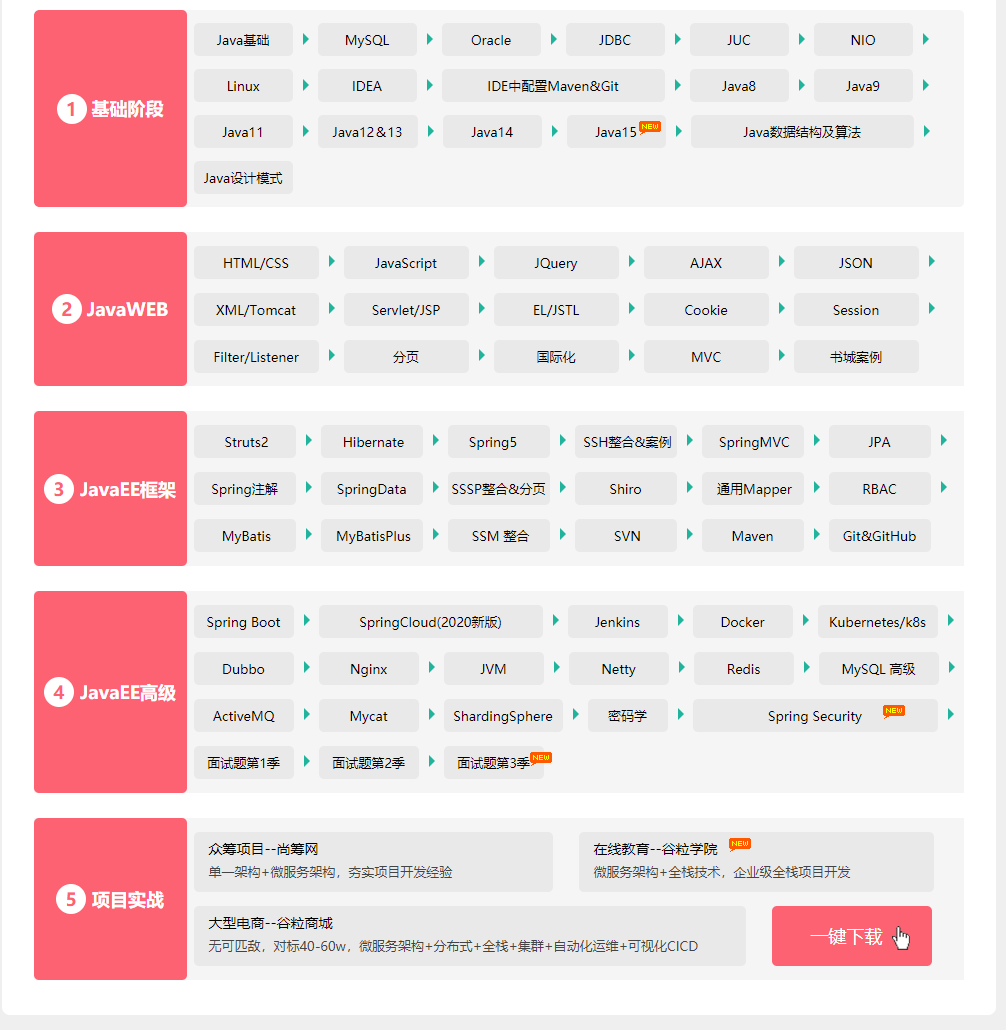 1 基础阶段
Java基础 MySQL Oracle JDBC JUC NIO
Linux IDEA IDE中配置Maven&Git Java8 Java9
Java11 Java12&13 Java14 Java15 NEW Java数据结构及算法
Java设计模式
2 JavaWEB
HTML/CSS JavaScript JQuery AJAX JSON
XML/Tomcat Servlet/JSP EL/JSTL Cookie Session
Filter/Listener 分页 国际化 MVC 书城案例
3 JavaEE框架
Struts2 Hibernate Spring5 SSH整合&案例 SpringMVC JPA
Spring注解 SpringData SSSP整合&分页 Shiro 通用Mapper RBAC
MyBatis MyBatisPlus SSM 整合 SVN Maven Git&GitHub
4 JavaEE高级
Spring Boot SpringCloud(2020新版) Jenkins Docker Kubernetes/k8s
Dubbo Nginx JVM Netty Redis MySQL 高级
ActiveMQ Mycat ShardingSphere 密码学 Spring Security NEW
面试题第1季 面试题第2季 面试题第3季 NEW
5 项目实战
众筹项目--尚筹网
单一架构+微服务架构，夯实项目开发经验
在线教育--谷粒学院 NEW
微服务架构+全栈技术，企业级全栈项目开发
大型电商--谷粒商城
无可匹敌，对标40-60w，微服务架构+分布式+全栈+集群+自动化运维+可视化CICD
一键下载